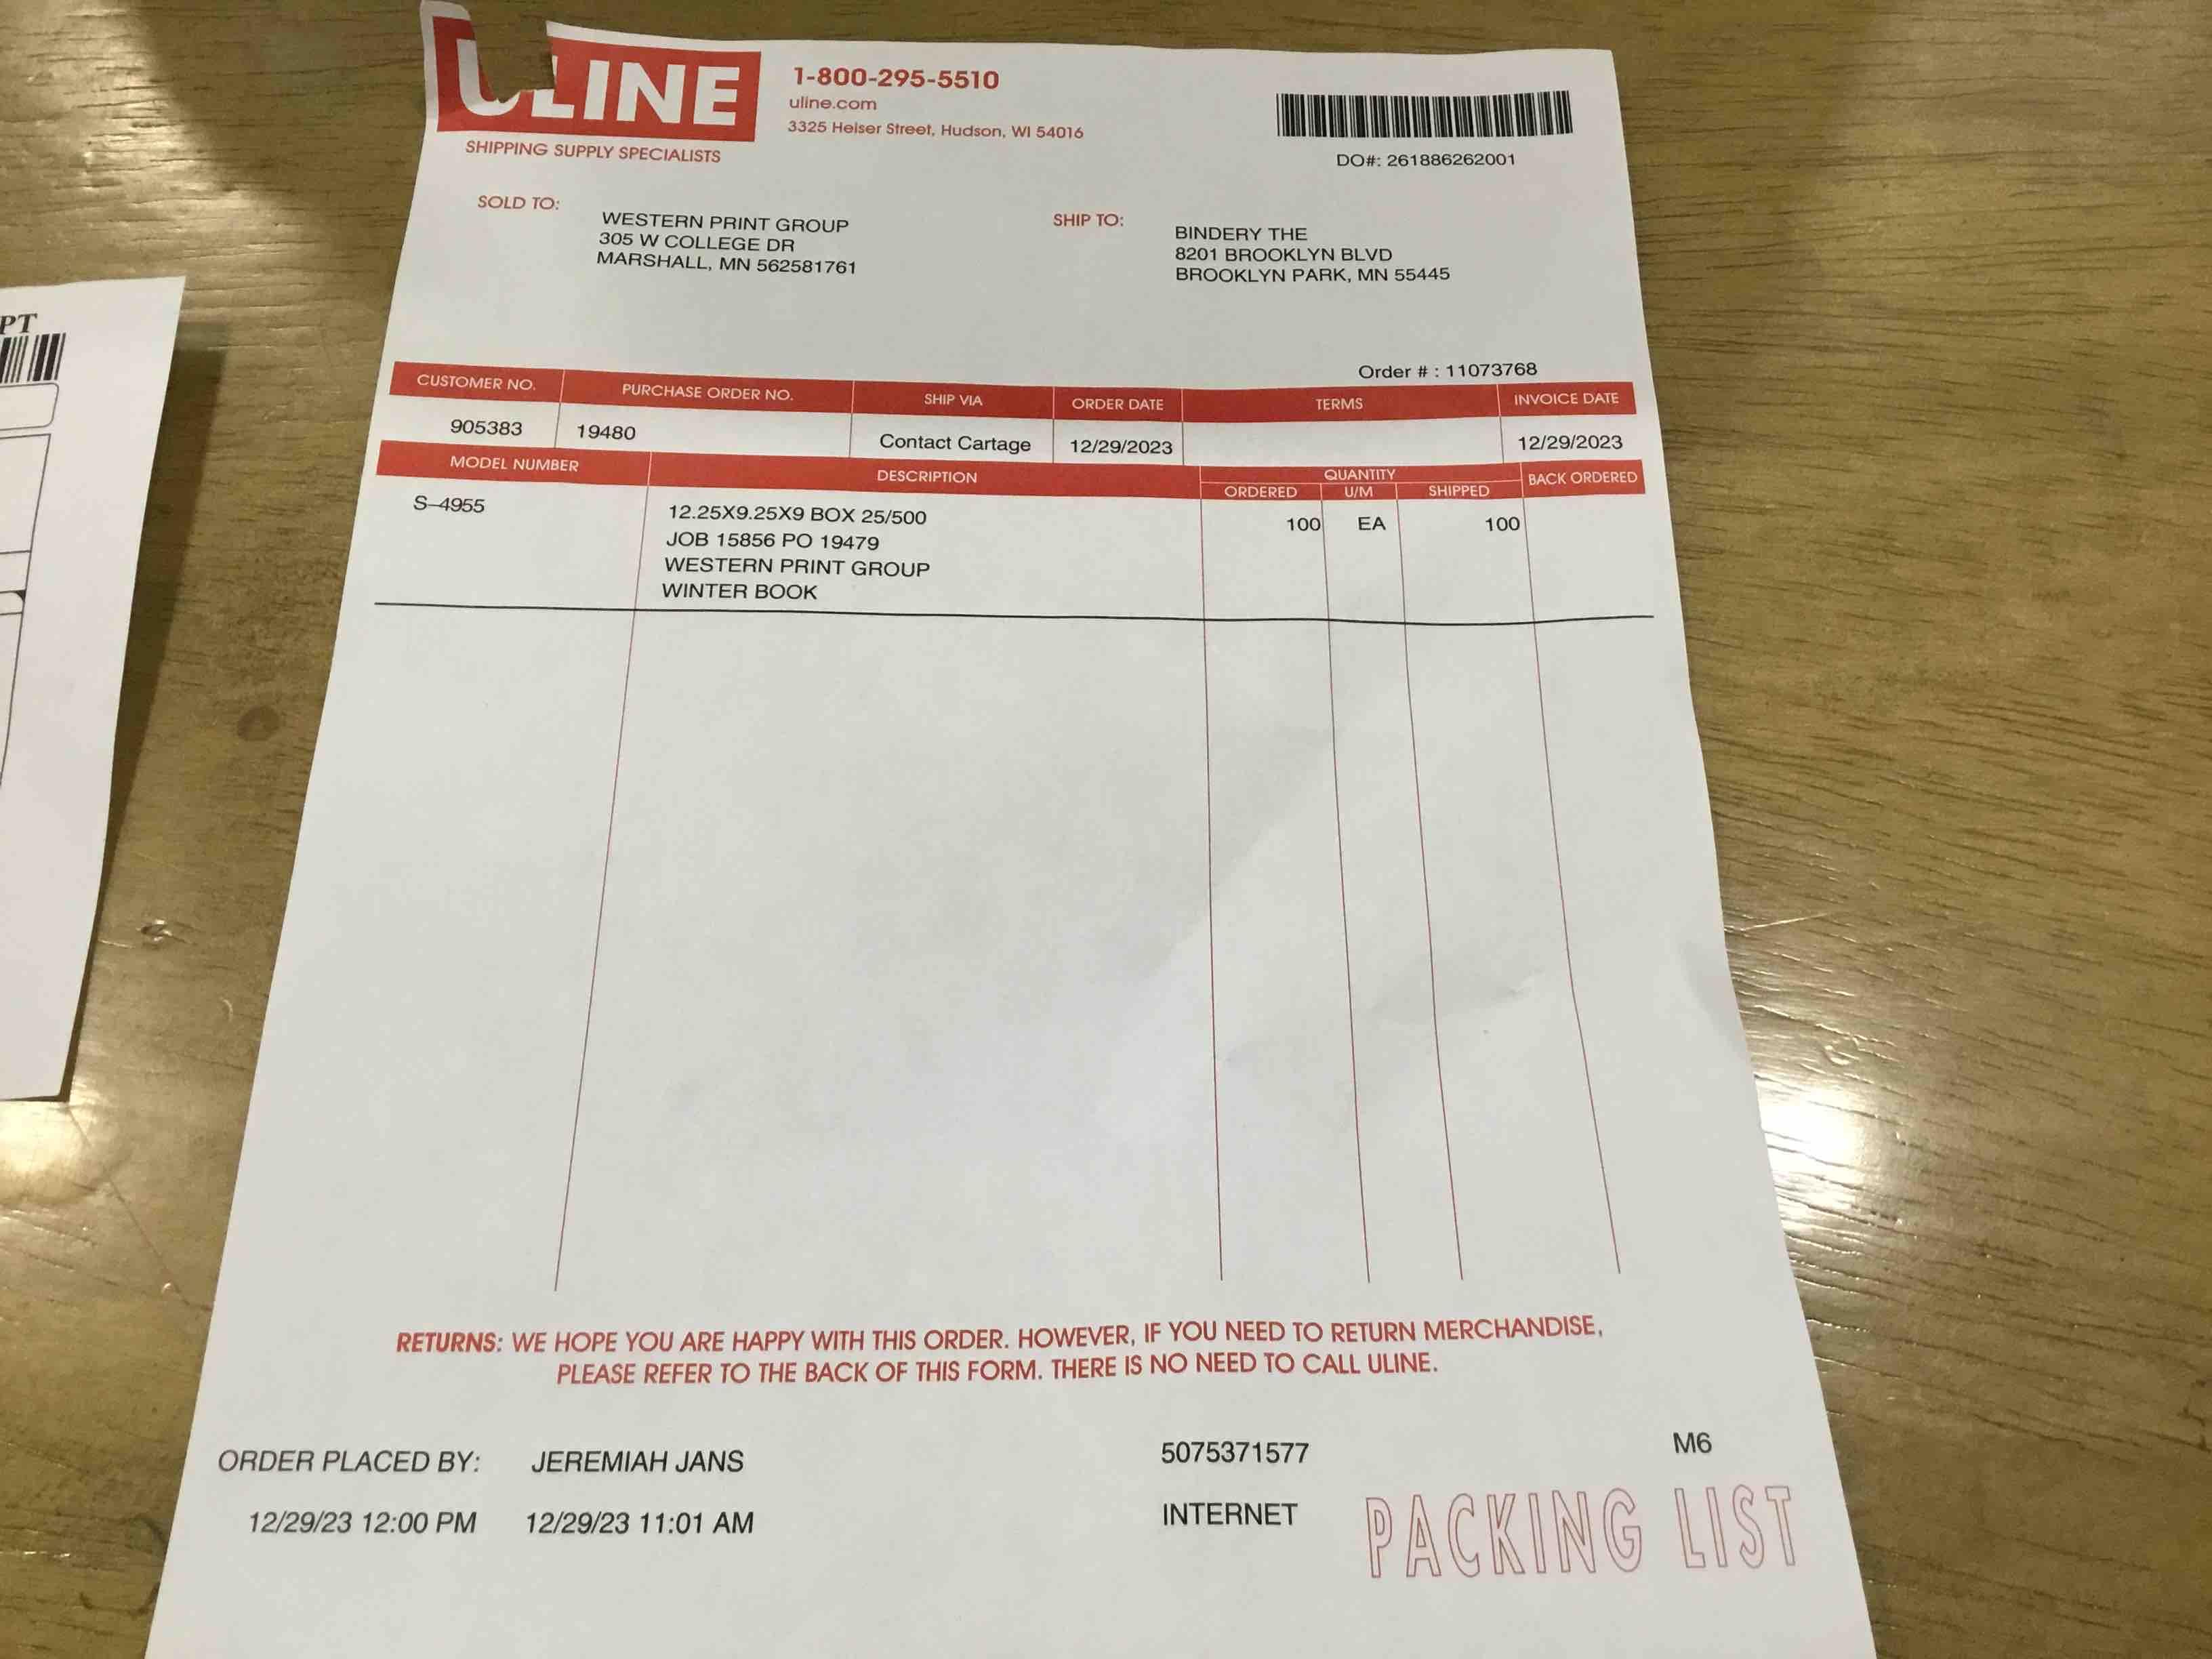 ULINE
SHIPPING SUPPLY SPECIALISTS
1-800-295-5510
uline.com
3325 Heiser Street, Hudson, WI 54016
DO#: 261886262001
SOLD TO:
WESTERN PRINT GROUP
305 W COLLEGE DR
MARSHALL, MN 562581761
SHIP TO:
BINDERY THE
8201 BROOKLYN BLVD
BROOKLYN PARK, MN 55445
PT
Order # : 11073768
CUSTOMER NO. PURCHASE ORDER NO. SHIP VIA ORDER DATE TERMS INVOICE DATE
905383 19480 Contact Cartage 12/29/2023 12/29/2023
MODEL NUMBER DESCRIPTION QUANTITY BACK ORDERED
ORDERED U/M SHIPPED
S-4955 12.25X9.25X9 BOX 25/500 100 EA 100
JOB 15856 PO 19479
WESTERN PRINT GROUP
WINTER BOOK
RETURNS: WE HOPE YOU ARE HAPPY WITH THIS ORDER. HOWEVER, IF YOU NEED TO RETURN MERCHANDISE,
PLEASE REFER TO THE BACK OF THIS FORM. THERE IS NO NEED TO CALL ULINE.
ORDER PLACED BY: JEREMIAH JANS 5075371577 M6
12/29/23 12:00 PM 12/29/23 11:01 AM INTERNET PACKING LIST